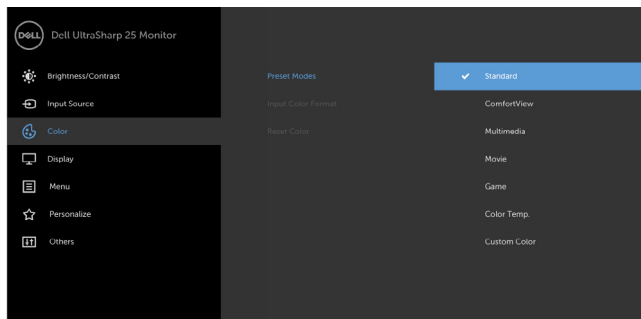 DELL Dell UltraSharp 25 Monitor
Brightness/Contrast Preset Modes Standard
Input Source Input Color Format ComfortView
Color Reset Color Multimedia
Display Movie
Menu Game
Personalize Color Temp.
Others Custom Color